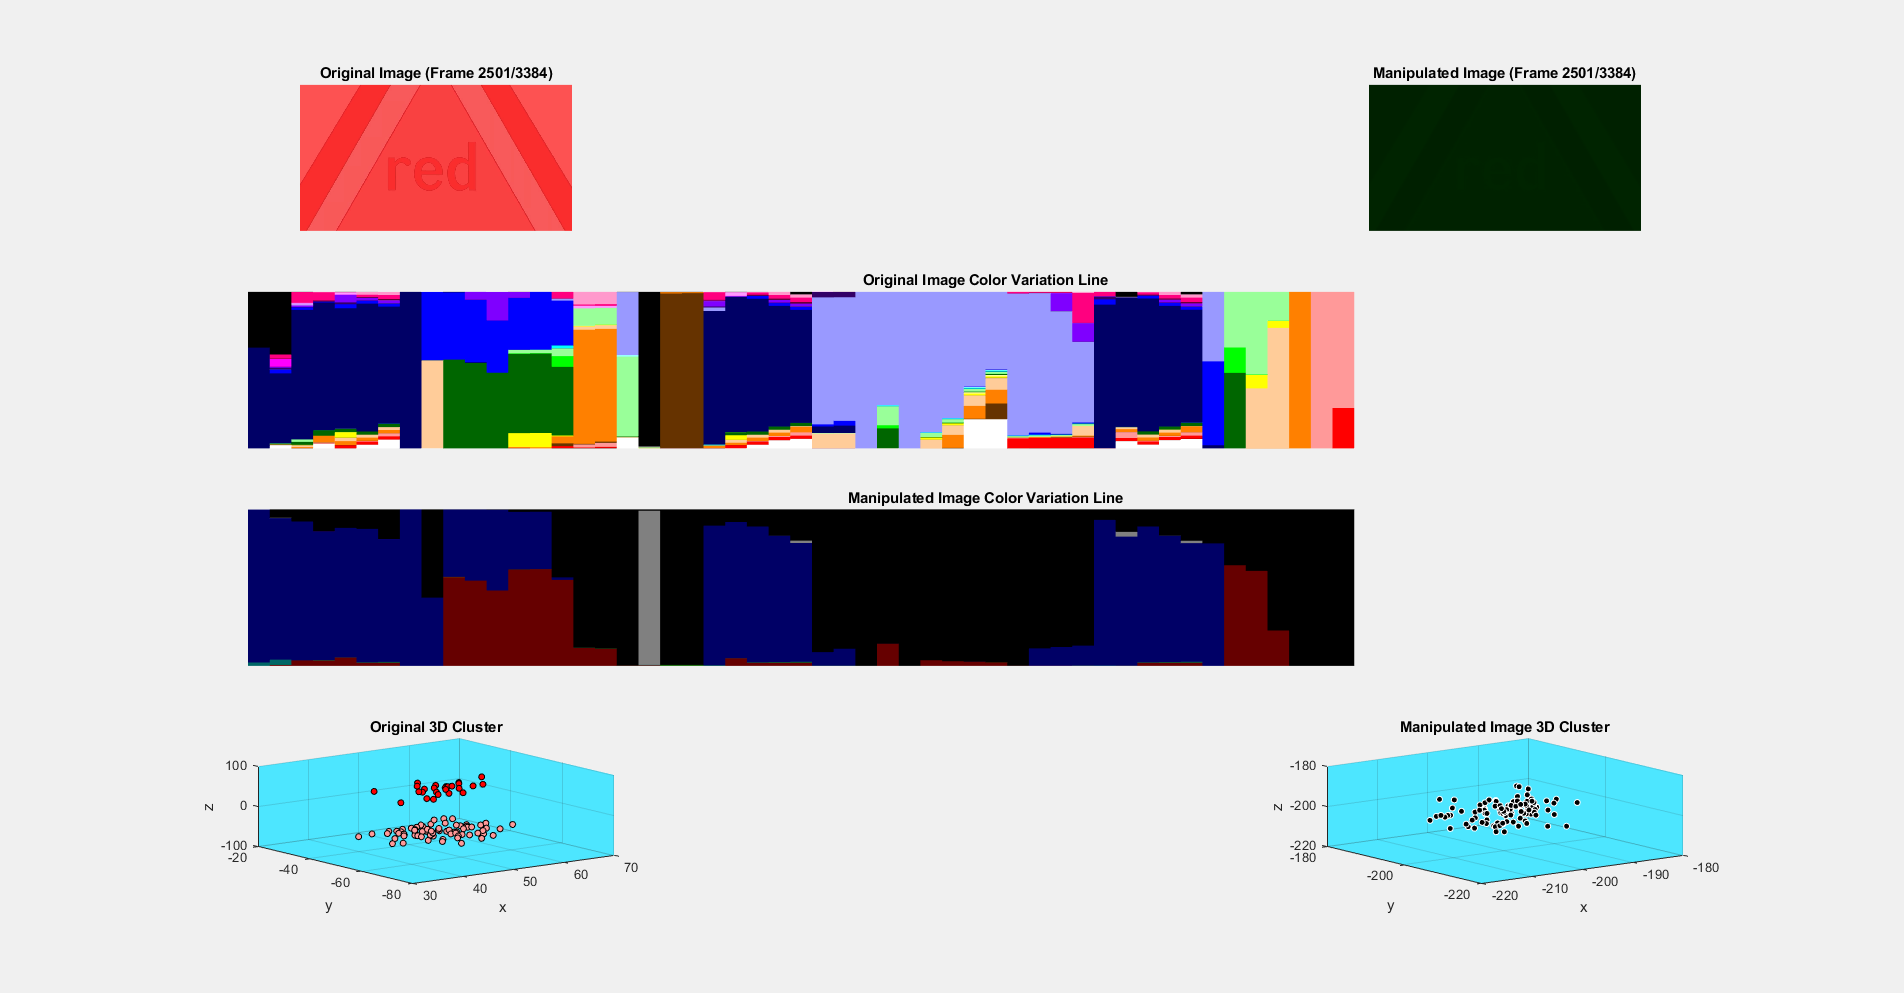 Original Image (Frame 2501/3384)
Manipulated Image (Frame 2501/3384)
red
Original Image Color Variation Line
Manipulated Image Color Variation Line
Original 3D Cluster
100
0
-100
z
-20
-40
-60
-80
y
30
40
50
60
70
x
Manipulated Image 3D Cluster
-180
-200
-220
z
-180
-200
-220
y
-220
-210
-200
-190
-180
x